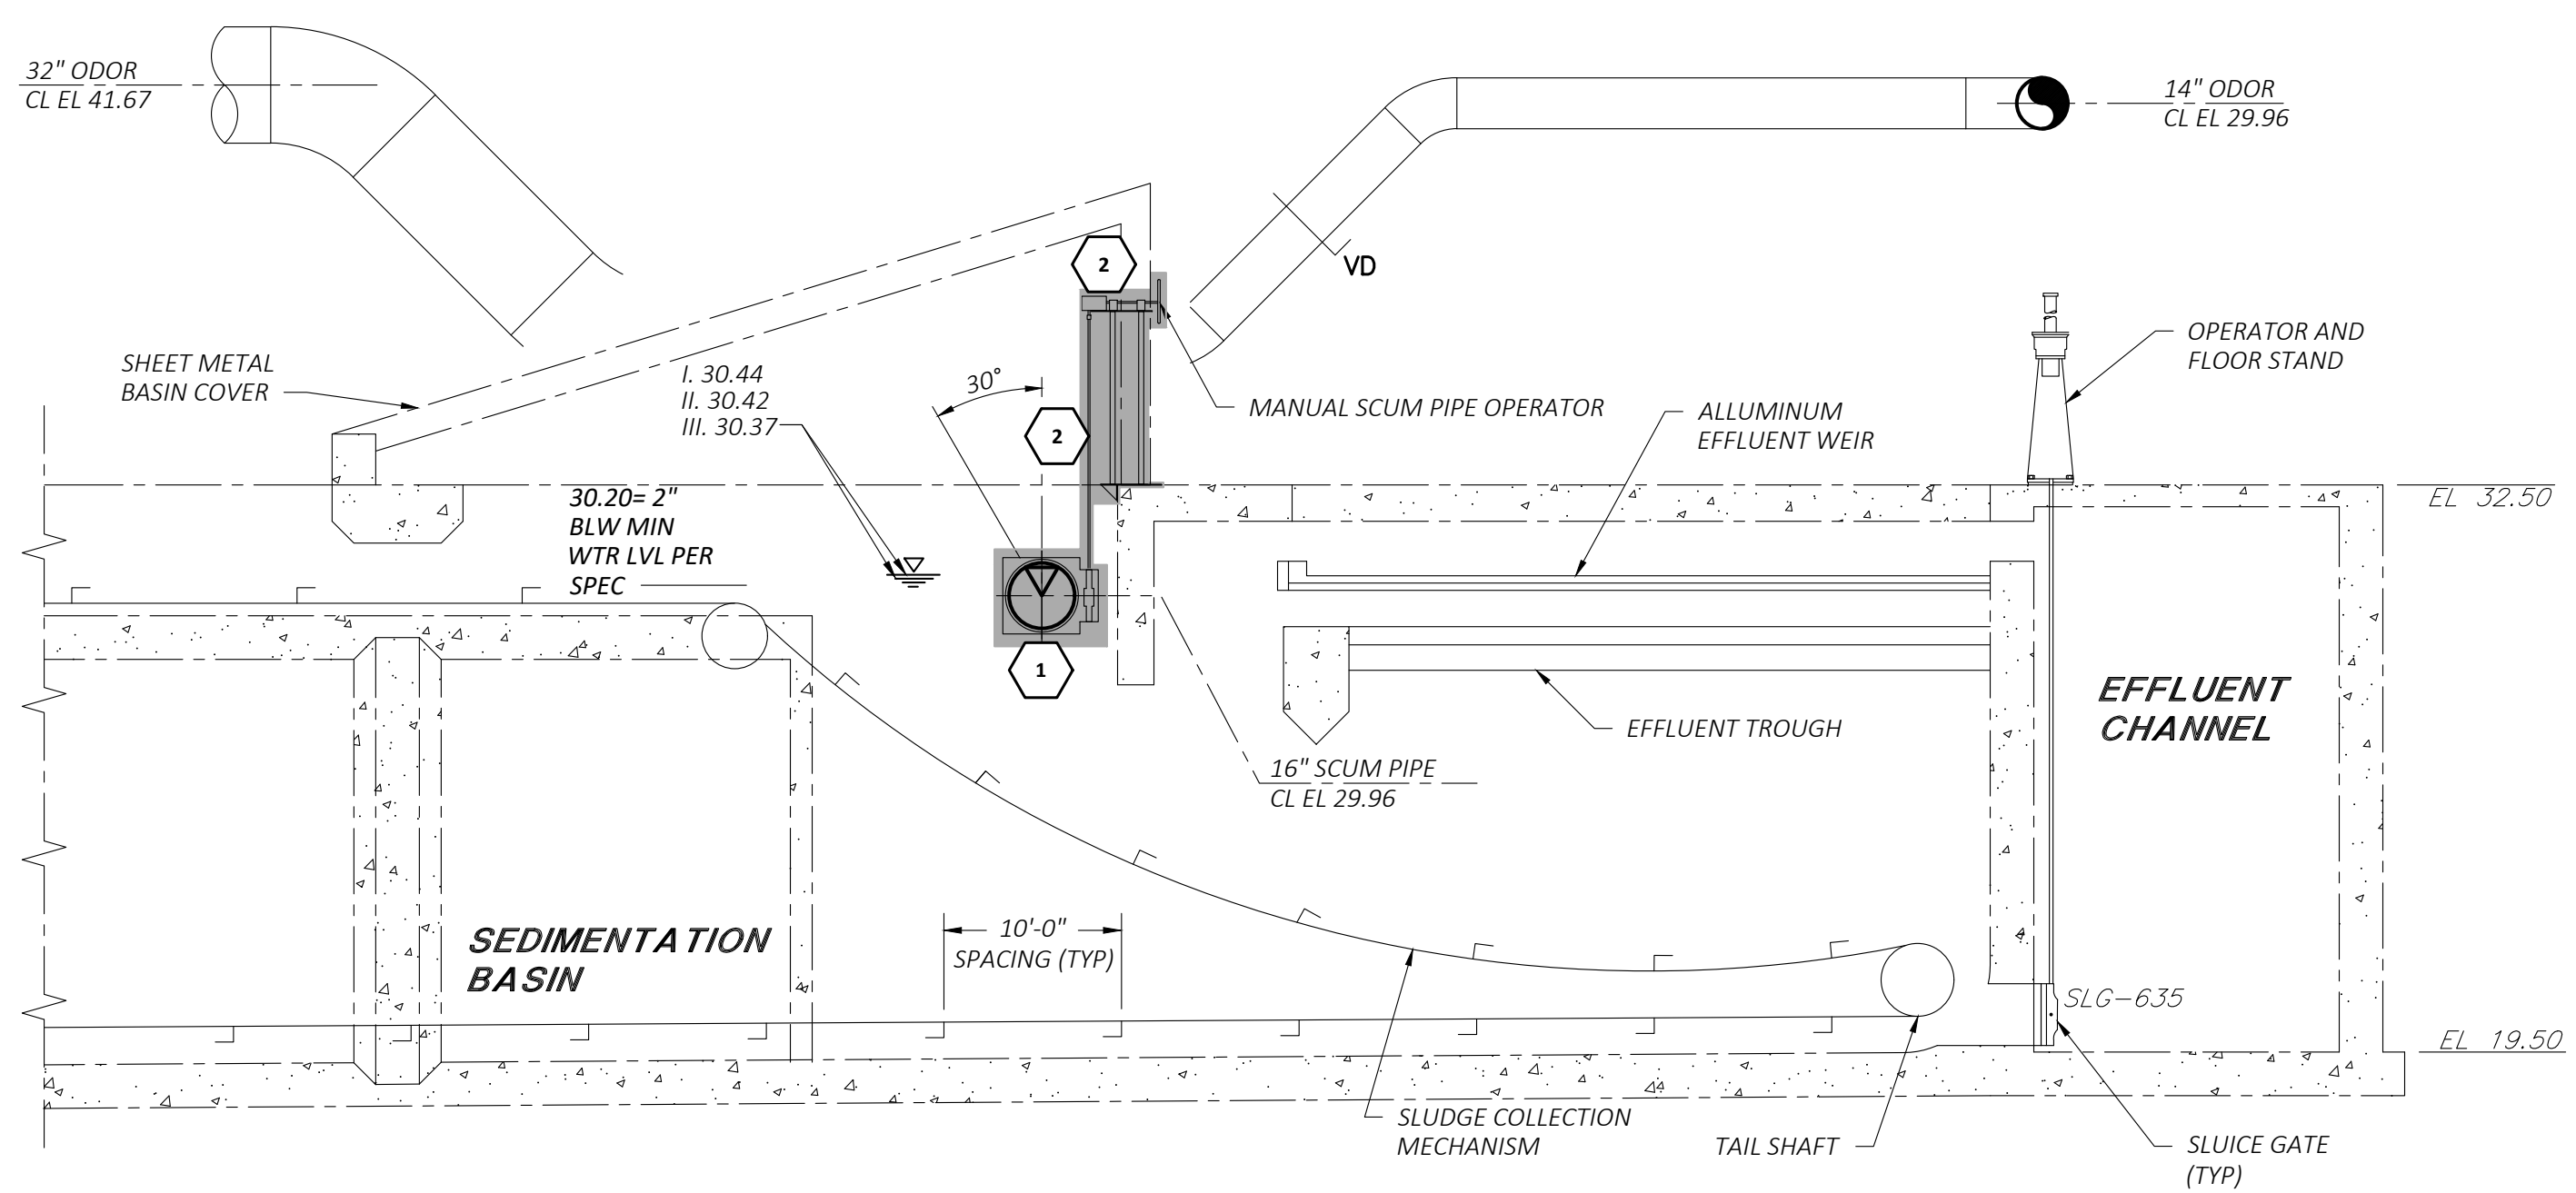 32" ODOR
CL EL 41.67
14" ODOR
CL EL 29.96
2
VD
SHEET METAL
BASIN COVER
I. 30.44
II. 30.42
III. 30.37
30°
2
MANUAL SCUM PIPE OPERATOR
ALLUMINUM
EFFLUENT WEIR
OPERATOR AND
FLOOR STAND
30.20= 2"
BLW MIN
WTR LVL PER
SPEC
EL 32.50
1
EFFLUENT
CHANNEL
EFFLUENT TROUGH
16" SCUM PIPE
CL EL 29.96
SEDIMENTATION
BASIN
10'-0"
SPACING (TYP)
SLG-635
EL 19.50
SLUDGE COLLECTION
MECHANISM
TAIL SHAFT
SLUICE GATE
(TYP)